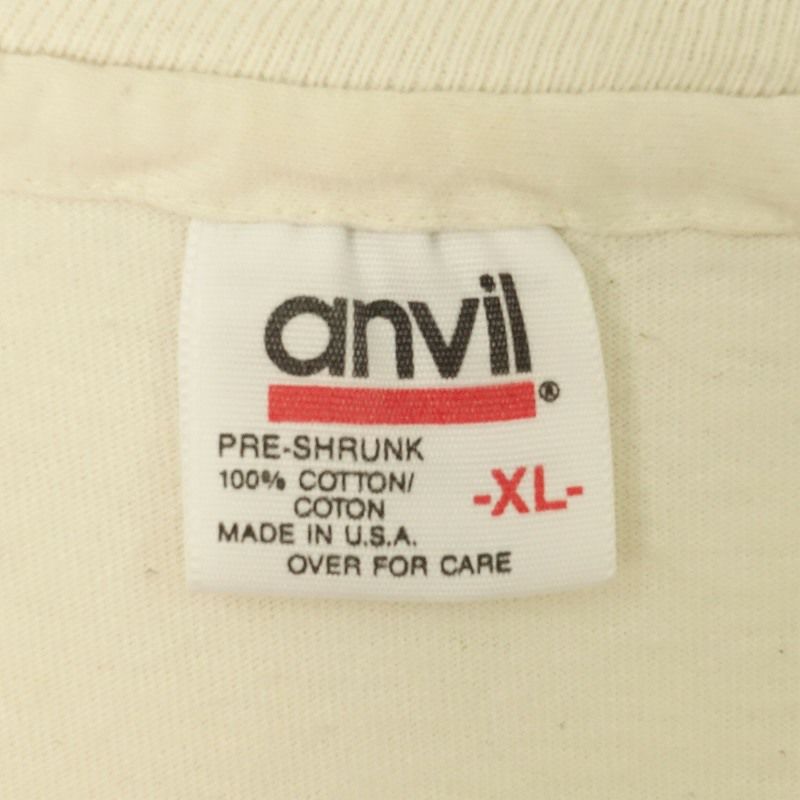 anvil®
PRE-SHRUNK
100% COTTON/
COTON
-XL-
MADE IN U.S.A.
OVER FOR CARE